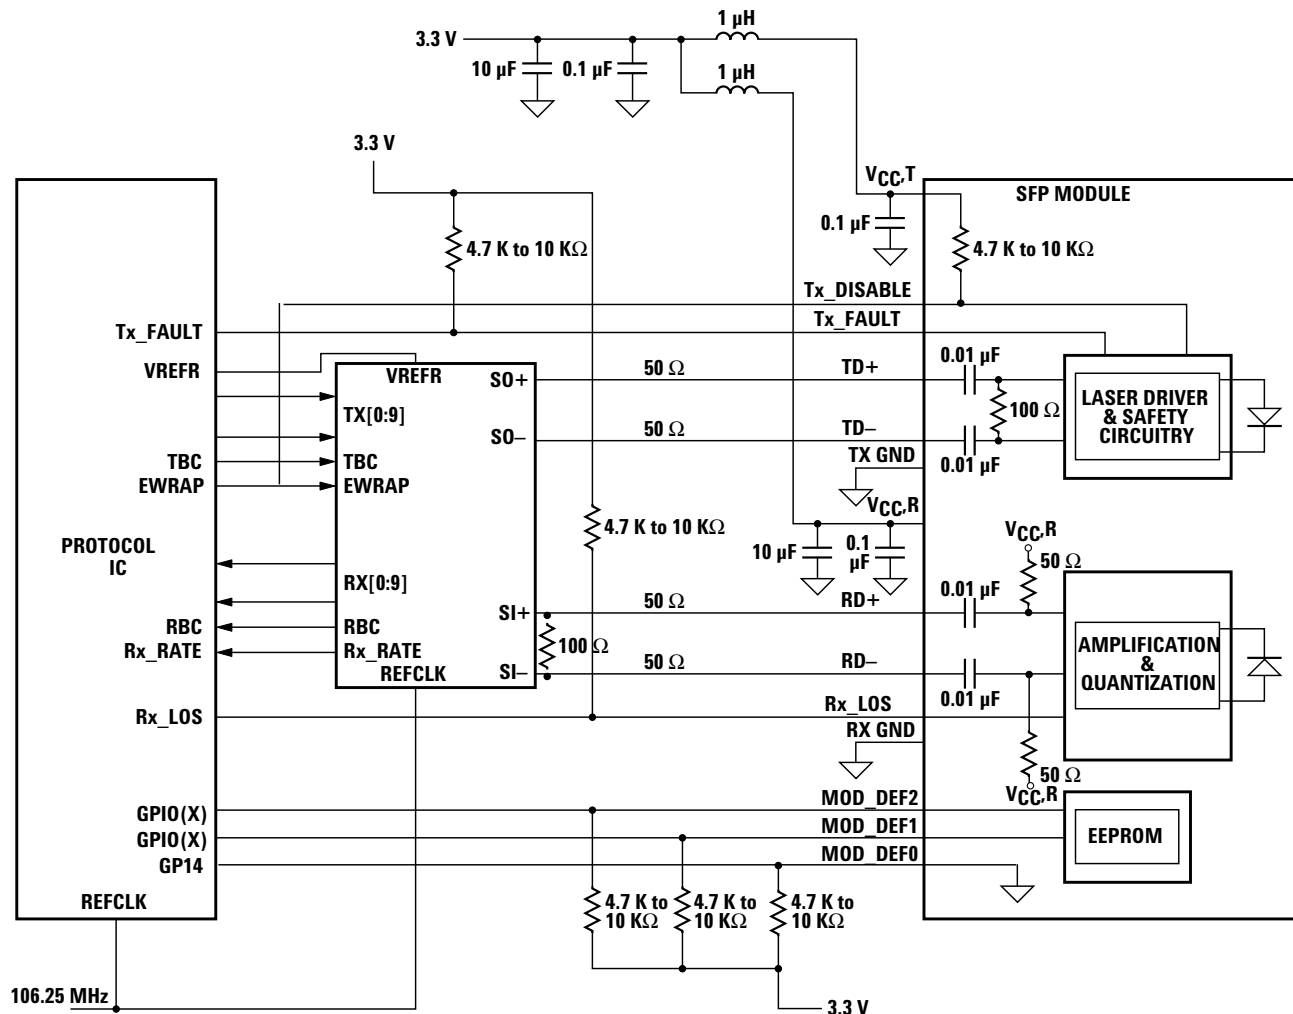 1 µH
3.3 V
10 µF
0.1 µF
1 µH
3.3 V
VCC,T
SFP MODULE
0.1 µF
4.7 K to 10 KΩ
4.7 K to 10 KΩ
Tx_DISABLE
Tx_FAULT
Tx_FAULT
VREFR
VREFR
SO+
50 Ω
TD+
0.01 µF
TX[0:9]
100 Ω
LASER DRIVER
& SAFETY
CIRCUITRY
SO–
50 Ω
TD–
0.01 µF
TBC
TBC
TX GND
EWRAP
EWRAP
VCC,R
4.7 K to 10 KΩ
10 µF
0.1
µF
VCC,R
50 Ω
PROTOCOL
IC
RX[0:9]
0.01 µF
SI+
50 Ω
RD+
RBC
RBC
100 Ω
Rx_RATE
Rx_RATE
REFCLK
SI–
50 Ω
RD–
AMPLIFICATION
&
QUANTIZATION
0.01 µF
Rx_LOS
Rx_LOS
RX GND
50 Ω
VCC,R
GPIO(X)
MOD_DEF2
GPIO(X)
MOD_DEF1
EEPROM
GP14
MOD_DEF0
REFCLK
4.7 K to
10 KΩ
4.7 K to
10 KΩ
4.7 K to
10 KΩ
106.25 MHz
3.3 V